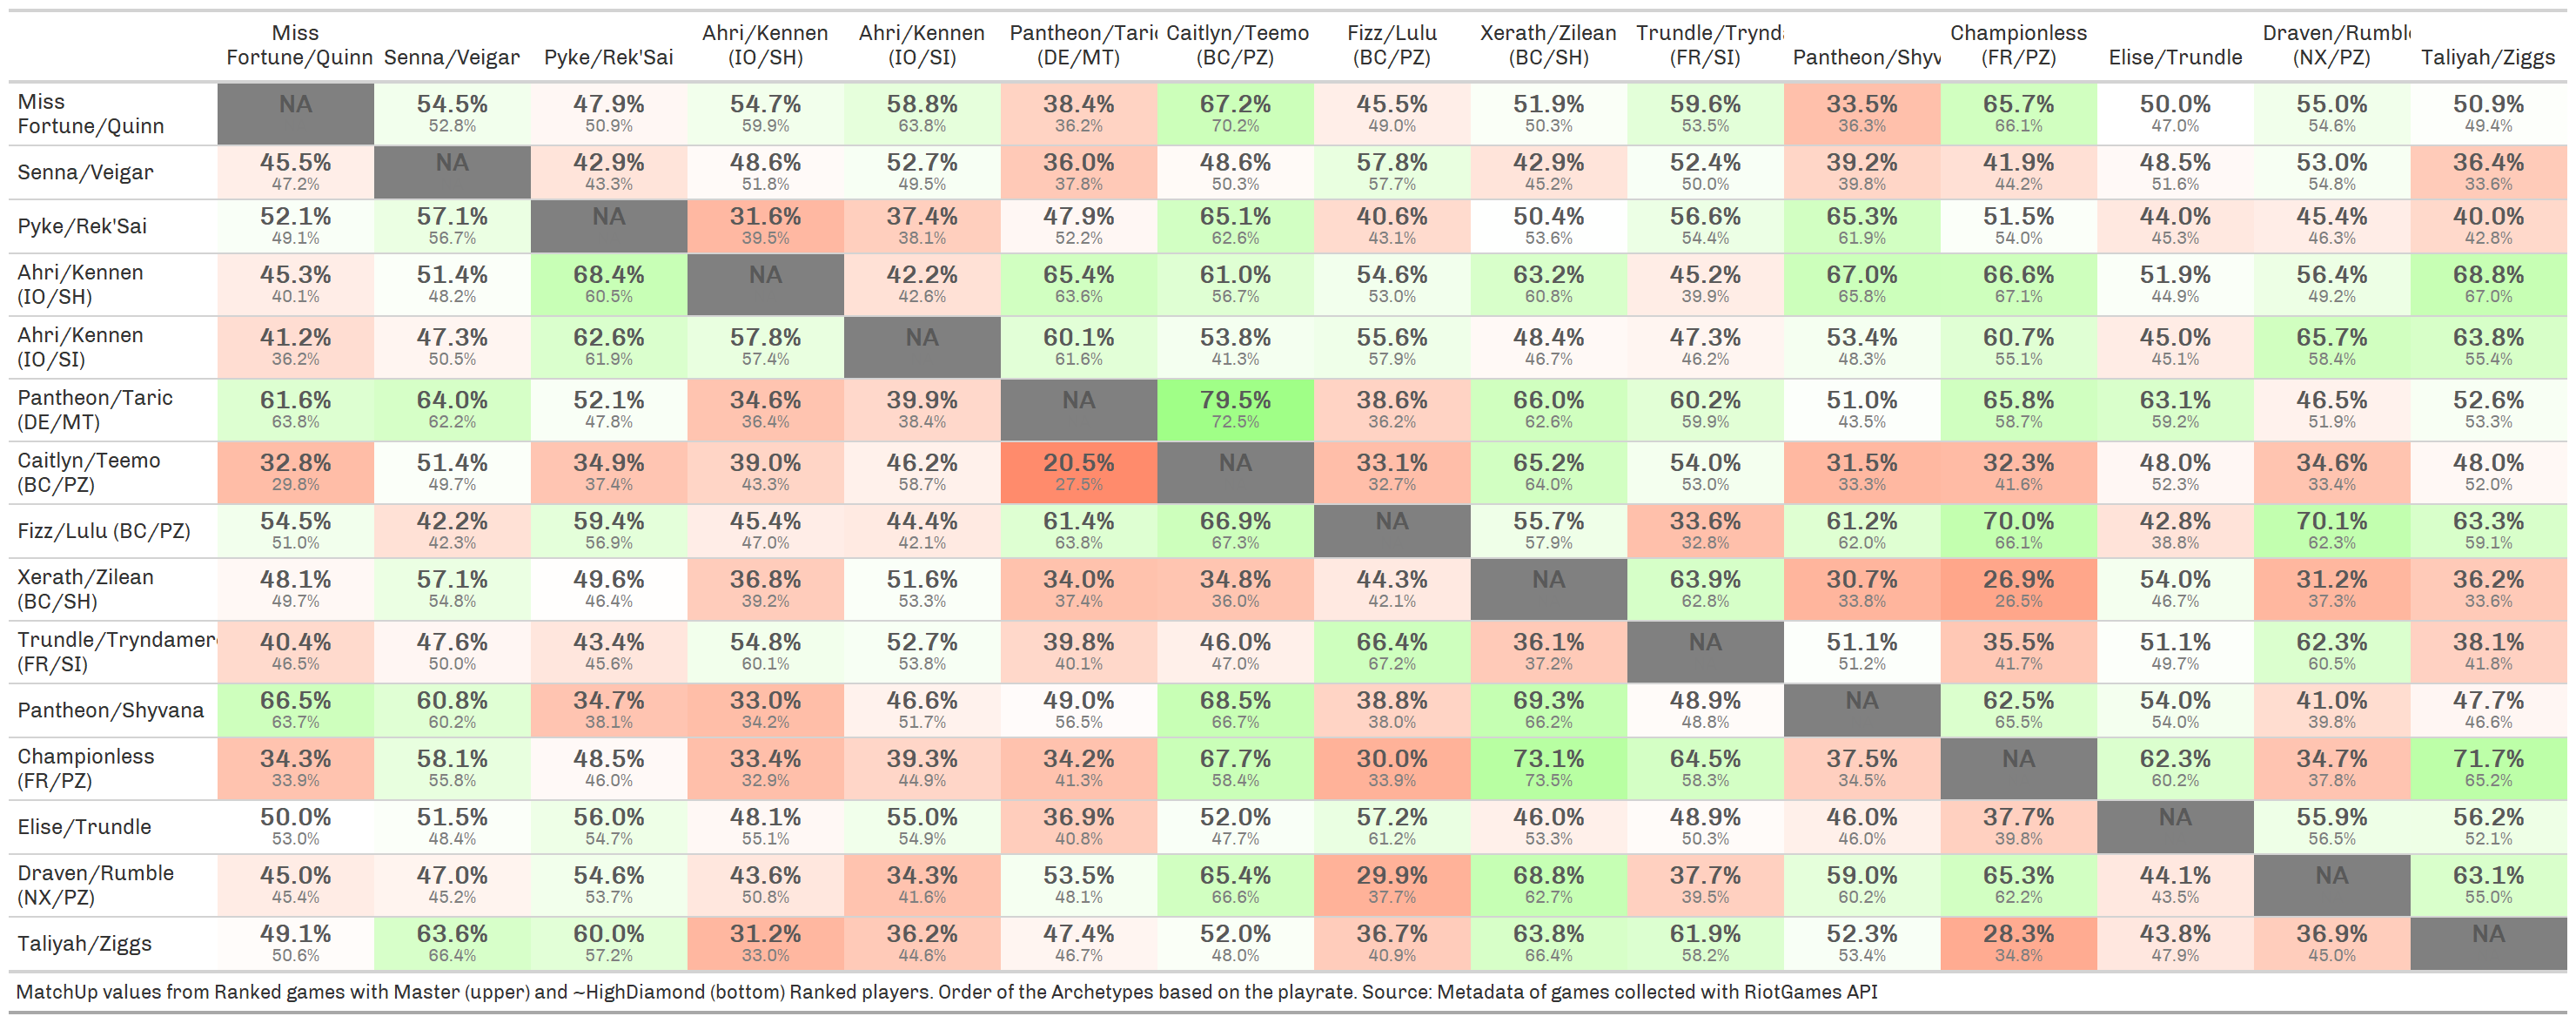 Miss Fortune/Quinn Senna/Veigar Pyke/Rek'Sai Ahri/Kennen (IO/SH) Ahri/Kennen (IO/SI) Pantheon/Taric (DE/MT) Caitlyn/Teemo (BC/PZ) Fizz/Lulu (BC/PZ) Xerath/Zilean (BC/SH) Trundle/Trynd (FR/SI) Pantheon/Shyv Championless (FR/PZ) Elise/Trundle Draven/Rumble (NX/PZ) Taliyah/Ziggs
Miss NA 54.5% 47.9% 54.7% 58.8% 38.4% 67.2% 45.5% 51.9% 59.6% 33.5% 65.7% 50.0% 55.0% 50.9%
Fortune/Quinn 52.8% 50.9% 59.9% 63.8% 36.2% 70.2% 49.0% 50.3% 53.5% 36.3% 66.1% 47.0% 54.6% 49.4%
Senna/Veigar 45.5% NA 42.9% 48.6% 52.7% 36.0% 48.6% 57.8% 42.9% 52.4% 39.2% 41.9% 48.5% 53.0% 36.4%
47.2% 43.3% 51.8% 49.5% 37.8% 50.3% 57.7% 45.2% 50.0% 39.8% 44.2% 51.6% 54.8% 33.6%
Pyke/Rek'Sai 52.1% 57.1% NA 31.6% 37.4% 47.9% 65.1% 40.6% 50.4% 56.6% 65.3% 51.5% 44.0% 45.4% 40.0%
49.1% 56.7% 39.5% 38.1% 52.2% 62.6% 43.1% 53.6% 54.4% 61.9% 54.0% 45.3% 46.3% 42.8%
Ahri/Kennen 45.3% 51.4% 68.4% NA 42.2% 65.4% 61.0% 54.6% 63.2% 45.2% 67.0% 66.6% 51.9% 56.4% 68.8%
(IO/SH) 40.1% 48.2% 60.5% 42.6% 63.6% 56.7% 53.0% 60.8% 39.9% 65.8% 67.1% 44.9% 49.2% 67.0%
Ahri/Kennen 41.2% 47.3% 62.6% 57.8% NA 60.1% 53.8% 55.6% 48.4% 47.3% 53.4% 60.7% 45.0% 65.7% 63.8%
(IO/SI) 36.2% 50.5% 61.9% 57.4% 61.6% 41.3% 57.9% 46.7% 46.2% 48.3% 55.1% 45.1% 58.4% 55.4%
Pantheon/Taric 61.6% 64.0% 52.1% 34.6% 39.9% NA 79.5% 38.6% 66.0% 60.2% 51.0% 65.8% 63.1% 46.5% 52.6%
(DE/MT) 63.8% 62.2% 47.8% 36.4% 38.4% 72.5% 36.2% 62.6% 59.9% 43.5% 58.7% 59.2% 51.9% 53.3%
Caitlyn/Teemo 32.8% 51.4% 34.9% 39.0% 46.2% 20.5% NA 33.1% 65.2% 54.0% 31.5% 32.3% 48.0% 34.6% 48.0%
(BC/PZ) 29.8% 49.7% 37.4% 43.3% 58.7% 27.5% 32.7% 64.0% 53.0% 33.3% 41.6% 52.3% 33.4% 52.0%
Fizz/Lulu (BC/PZ) 54.5% 42.2% 59.4% 45.4% 44.4% 61.4% 66.9% NA 55.7% 33.6% 61.2% 70.0% 42.8% 70.1% 63.3%
51.0% 42.3% 56.9% 47.0% 42.1% 63.8% 67.3% 57.9% 32.8% 62.0% 66.1% 38.8% 62.3% 59.1%
Xerath/Zilean 48.1% 57.1% 49.6% 36.8% 51.6% 34.0% 34.8% 44.3% NA 63.9% 30.7% 26.9% 54.0% 31.2% 36.2%
(BC/SH) 49.7% 54.8% 46.4% 39.2% 53.3% 37.4% 36.0% 42.1% 62.8% 33.8% 26.5% 46.7% 37.3% 33.6%
Trundle/Tryndamer 40.4% 47.6% 43.4% 54.8% 52.7% 39.8% 46.0% 66.4% 36.1% NA 51.1% 35.5% 51.1% 62.3% 38.1%
(FR/SI) 46.5% 50.0% 45.6% 60.1% 53.8% 40.1% 47.0% 67.2% 37.2% 51.2% 41.7% 49.7% 60.5% 41.8%
Pantheon/Shyvana 66.5% 60.8% 34.7% 33.0% 46.6% 49.0% 68.5% 38.8% 69.3% 48.9% NA 62.5% 54.0% 41.0% 47.7%
63.7% 60.2% 38.1% 34.2% 51.7% 56.5% 66.7% 38.0% 66.2% 48.8% 65.5% 54.0% 39.8% 46.6%
Championless 34.3% 58.1% 48.5% 33.4% 39.3% 34.2% 67.7% 30.0% 73.1% 64.5% 37.5% NA 62.3% 34.7% 71.7%
(FR/PZ) 33.9% 55.8% 46.0% 32.9% 44.9% 41.3% 58.4% 33.9% 73.5% 58.3% 34.5% 60.2% 37.8% 65.2%
Elise/Trundle 50.0% 51.5% 56.0% 48.1% 55.0% 36.9% 52.0% 57.2% 46.0% 48.9% 46.0% 37.7% NA 55.9% 56.2%
53.0% 48.4% 54.7% 55.1% 54.9% 40.8% 47.7% 61.2% 53.3% 50.3% 46.0% 39.8% 56.5% 52.1%
Draven/Rumble 45.0% 47.0% 54.6% 43.6% 34.3% 53.5% 65.4% 29.9% 68.8% 37.7% 59.0% 65.3% 44.1% NA 63.1%
(NX/PZ) 45.4% 45.2% 53.7% 50.8% 41.6% 48.1% 66.6% 37.7% 62.7% 39.5% 60.2% 62.2% 43.5% 55.0%
Taliyah/Ziggs 49.1% 63.6% 60.0% 31.2% 36.2% 47.4% 52.0% 36.7% 63.8% 61.9% 52.3% 28.3% 43.8% 36.9% NA
50.6% 66.4% 57.2% 33.0% 44.6% 46.7% 48.0% 40.9% 66.4% 58.2% 53.4% 34.8% 47.9% 45.0%
MatchUp values from Ranked games with Master (upper) and ~HighDiamond (bottom) Ranked players. Order of the Archetypes based on the playrate. Source: Metadata of games collected with RiotGames API